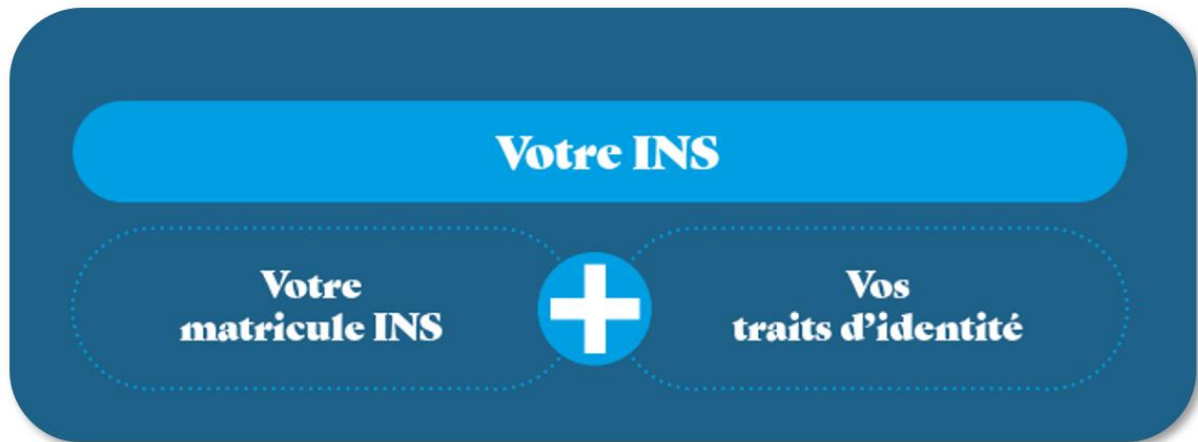 Votre INS
Votre
matricule INS
Vos
traits d’identité